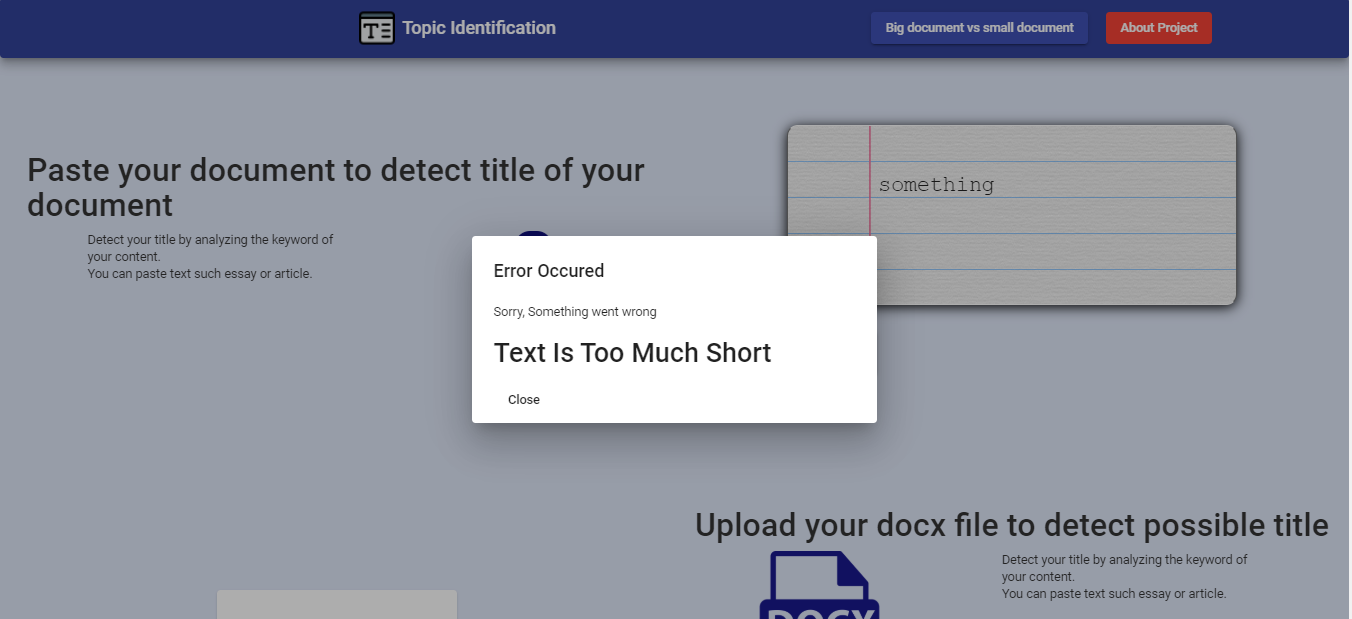 Topic Identification
Big document vs small document
About Project
Paste your document to detect title of your
document
Detect your title by analyzing the keyword of
your content.
You can paste text such essay or article.
something
Error Occured
Sorry, Something went wrong
Text Is Too Much Short
Close
Upload your docx file to detect possible title
Detect your title by analyzing the keyword of
your content.
You can paste text such essay or article.
DOCX